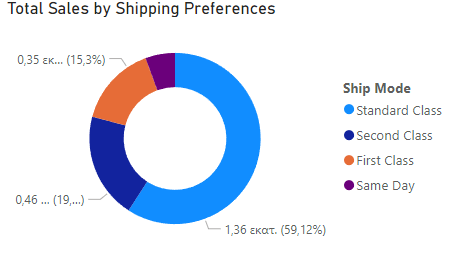 Total Sales by Shipping Preferences
0,35 εκ... (15,3%)
Ship Mode
Standard Class
Second Class
First Class
Same Day
0,46 ... (19,...)
1,36 εκατ. (59,12%)